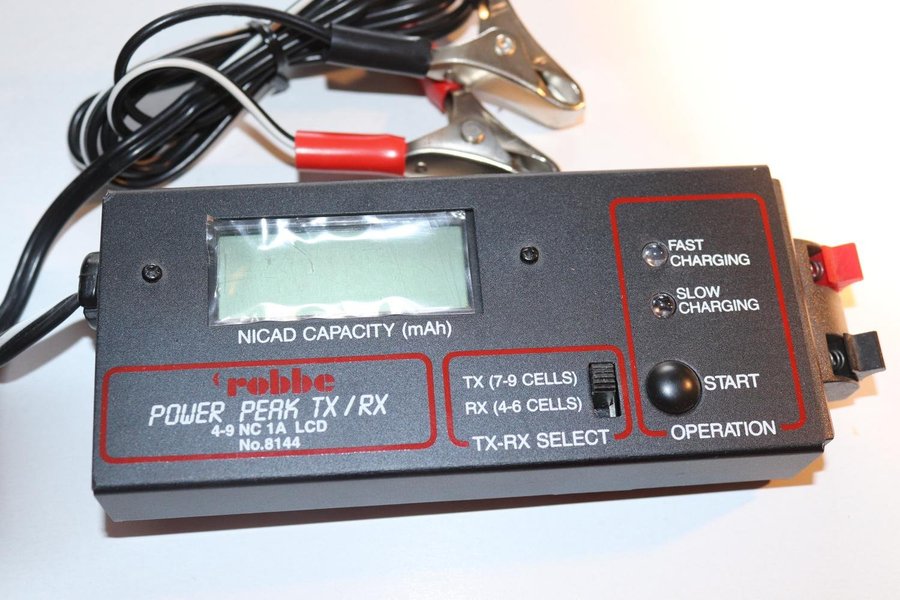 NICAD CAPACITY (mAh)
robbe
POWER PEAK TX/RX
4-9 NC 1A LCD
No.8144
TX (7-9 CELLS)
RX (4-6 CELLS)
TX-RX SELECT
FAST
CHARGING
SLOW
CHARGING
START
OPERATION